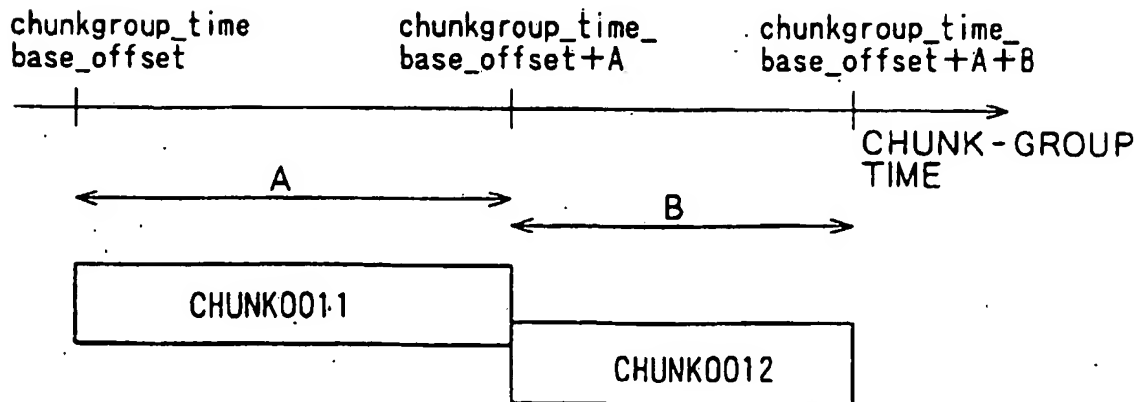 chunkgroup_time
base_offset
chunkgroup_time_
base_offset+A
chunkgroup_time_
base_offset+A+B
CHUNK-GROUP
TIME
A
B
CHUNK0011
CHUNK0012